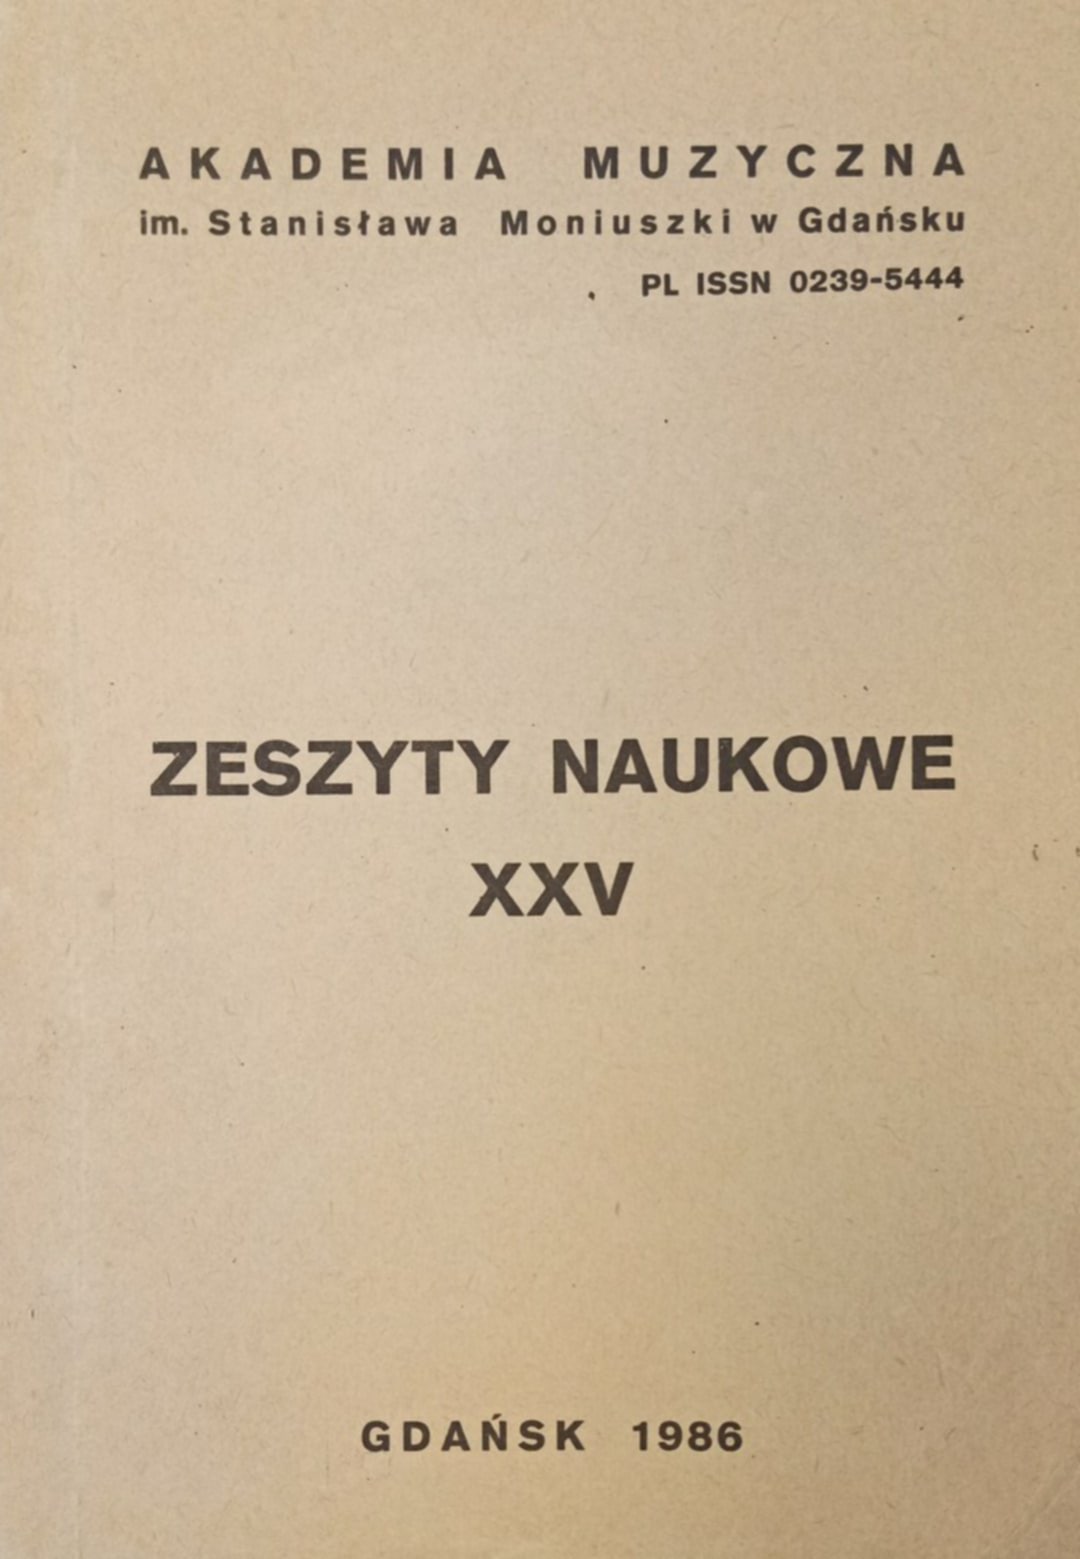 AKADEMIA MUZYCZNA
im. Stanisława Moniuszki w Gdańsku
PL ISSN 0239-5444
ZESZYTY NAUKOWE
XXV
GDAŃSK 1986